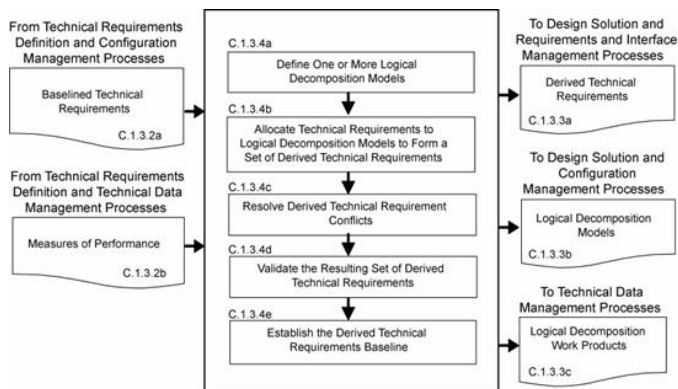 From Technical Requirements
Definition and Configuration
Management Processes
Baselined Technical
Requirements
C.1.3.2a
From Technical Requirements
Definition and Technical Data
Management Processes
Measures of Performance
C.1.3.2b
C.1.3.4a
Define One or More Logical
Decomposition Models
C.1.3.4b
Allocate Technical Requirements to
Logical Decomposition Models to Form a
Set of Derived Technical Requirements
C.1.3.4c
Resolve Derived Technical Requirement
Conflicts
C.1.3.4d
Validate the Resulting Set of Derived
Technical Requirements
C.1.3.4e
Establish the Derived Technical
Requirements Baseline
To Design Solution and
Requirements and Interface
Management Processes
Derived Technical
Requirements
C.1.3.3a
To Design Solution and
Configuration
Management Processes
Logical Decomposition
Models
C.1.3.3b
To Technical Data
Management Processes
Logical Decomposition
Work Products
C.1.3.3c